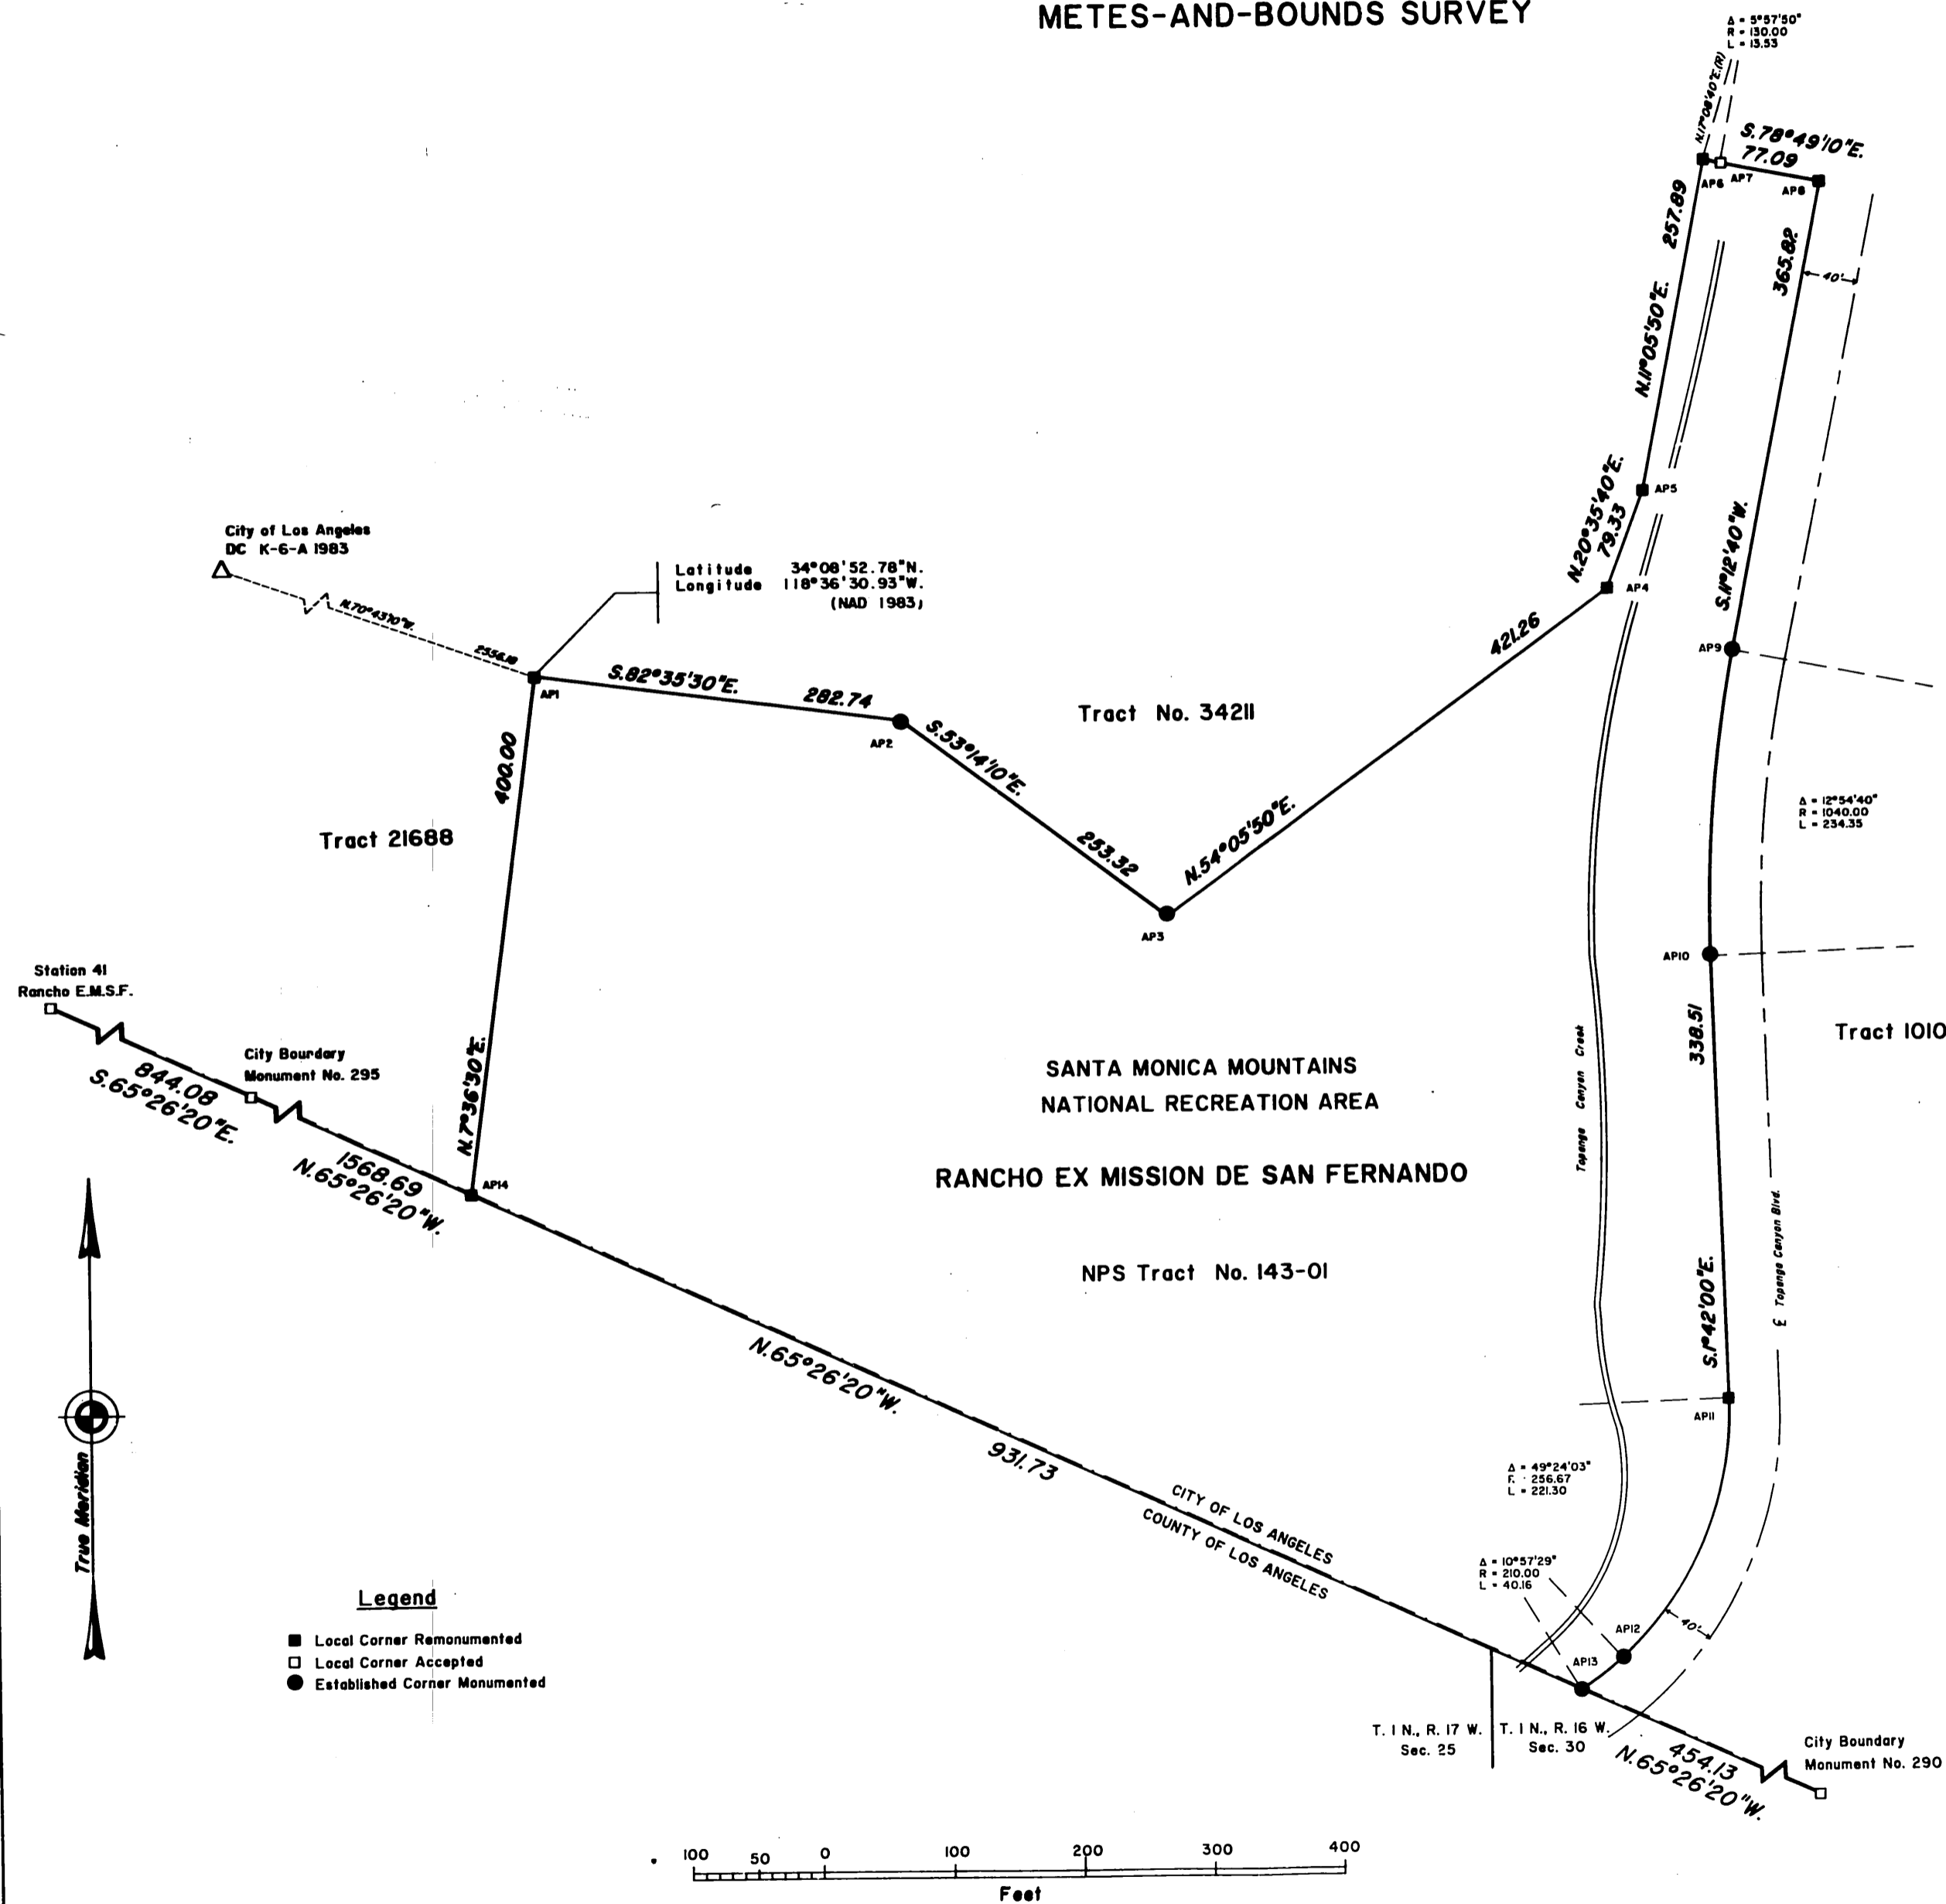 METES-AND-BOUNDS SURVEY
Δ = 5°57'50"
R = 130.00
L = 13.53
N.17°08'40"E.(R)
S.78°49'10"E.
77.09
AP6
AP7
AP8
257.89
N.11°05'50"E.
365.82
40'
S.11°12'40"W.
N.20°35'40"E.
79.33
AP5
AP4
AP9
City of Los Angeles
DC K-6-A 1983
N.70°43'10"W.
2556.18
Latitude 34°08'52.78"N.
Longitude 118°36'30.93"W.
(NAD 1983)
AP1
S.82°35'30"E.
282.74
AP2
S.53°14'10"E.
253.32
AP3
N.54°05'50"E.
421.26
Tract No. 34211
400.00
N.7°36'30"E.
Tract 21688
Δ = 12°54'40"
R = 1040.00
L = 234.35
AP10
338.51
S.1°42'00"E.
Tract 1010
Station 41
Rancho E.M.S.F.
844.08
S.65°26'20"E.
City Boundary
Monument No. 295
1568.69
N.65°26'20"W.
AP14
SANTA MONICA MOUNTAINS
NATIONAL RECREATION AREA
RANCHO EX MISSION DE SAN FERNANDO
NPS Tract No. 143-01
Topanga Canyon Creek
℄ Topanga Canyon Blvd.
N.65°26'20"W.
931.73
CITY OF LOS ANGELES
COUNTY OF LOS ANGELES
AP11
Δ = 49°24'03"
256.67
L = 221.30
Δ = 10°57'29"
R = 210.00
L = 40.16
AP12
AP13
40'
True Meridian
Legend
Local Corner Remonumented
Local Corner Accepted
Established Corner Monumented
T. 1 N., R. 17 W.
Sec. 25
T. 1 N., R. 16 W.
Sec. 30
454.13
N.65°26'20"W.
City Boundary
Monument No. 290
100 50 0 100 200 300 400
Feet